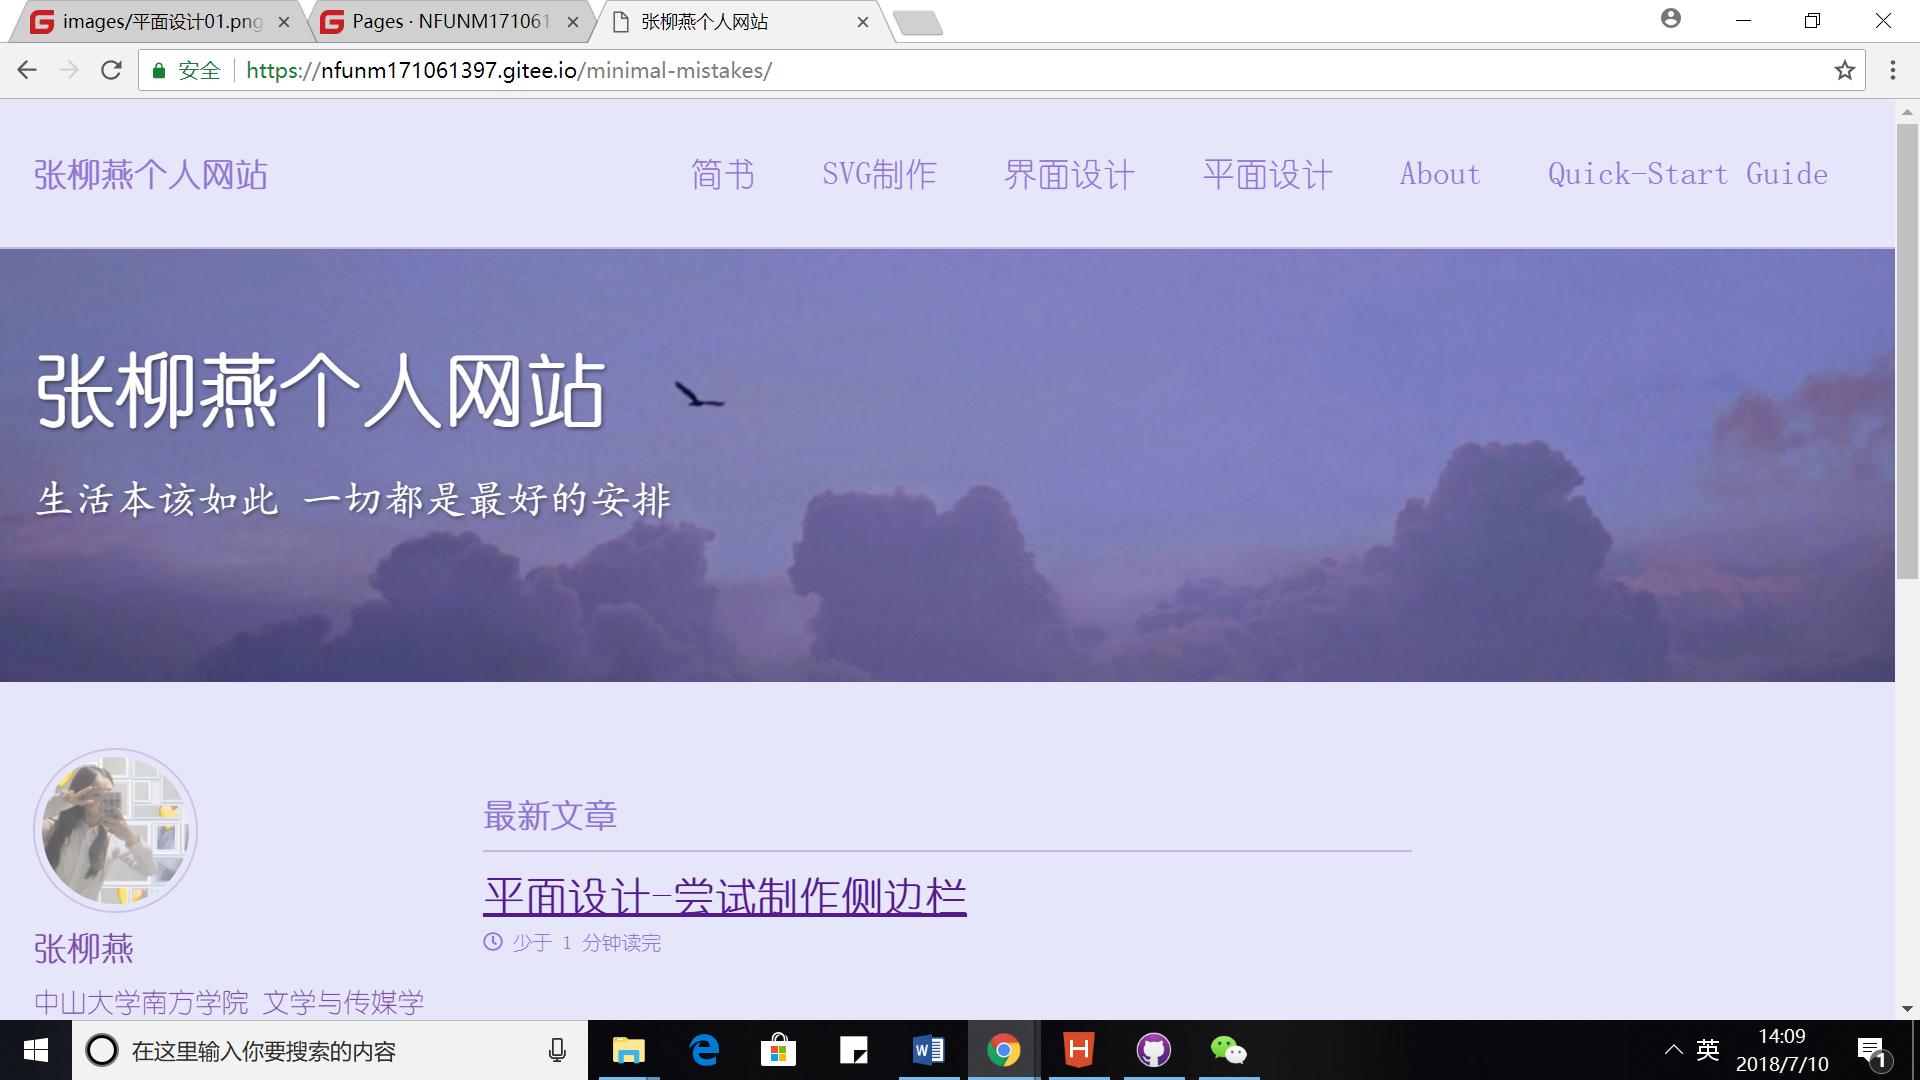 images/平面设计01.png
Pages · NFUNM171061
张柳燕个人网站
安全
https://nfunm171061397.gitee.io/minimal-mistakes/
张柳燕个人网站
简书
SVG制作
界面设计
平面设计
About
Quick-Start Guide
张柳燕个人网站
生活本该如此 一切都是最好的安排
最新文章
平面设计-尝试制作侧边栏
少于 1 分钟读完
张柳燕
中山大学南方学院 文学与传媒学
在这里输入你要搜索的内容
英
14:09
2018/7/10
1